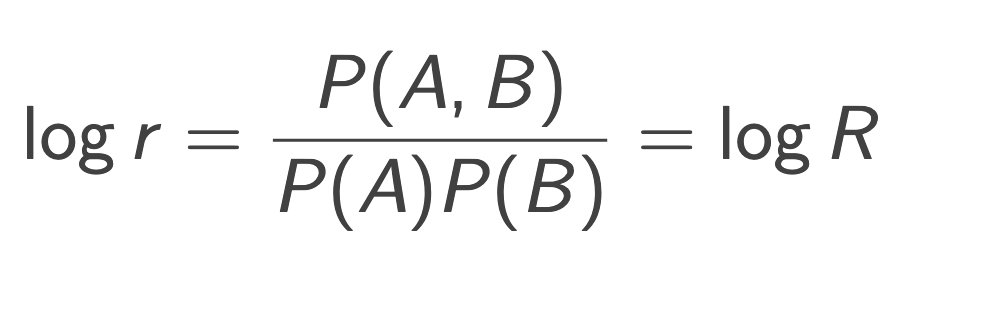 log r = P(A, B) / P(A)P(B) = log R